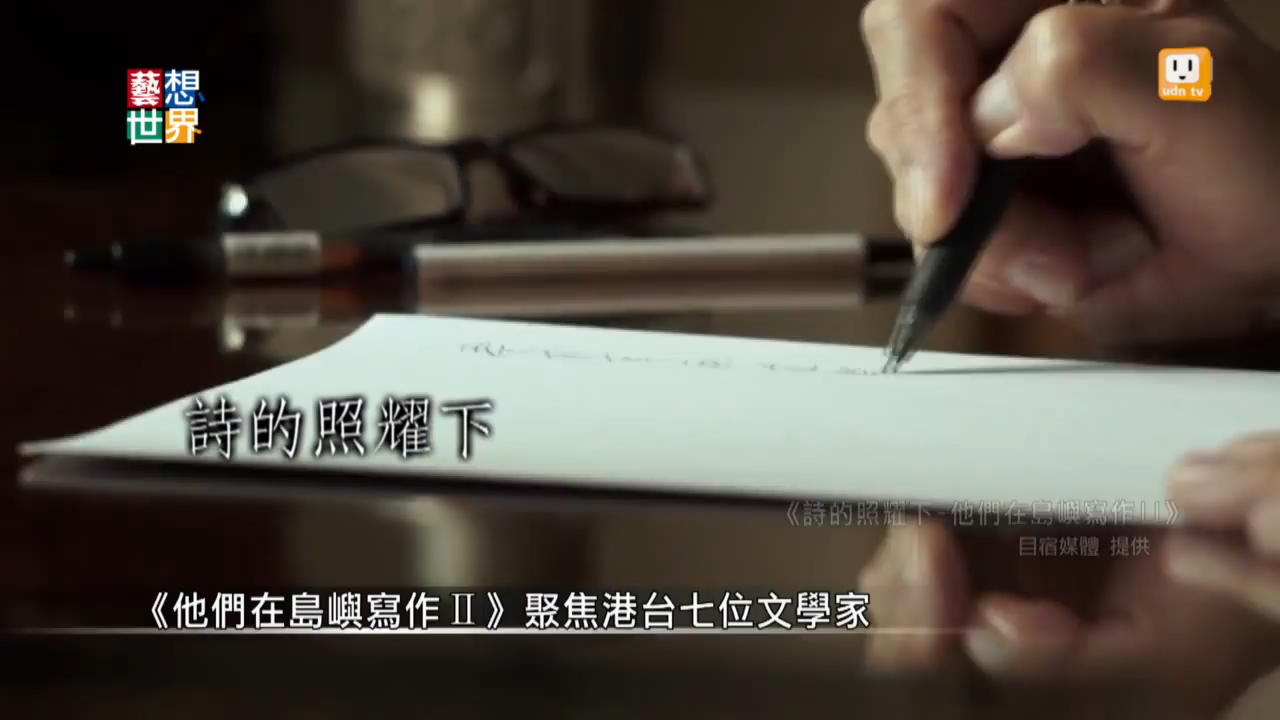 藝想
世界
udn tv
詩的照耀下
《詩的照耀下-他們在島嶼寫作II》
目宿媒體 提供
《他們在島嶼寫作Ⅱ》聚焦港台七位文學家